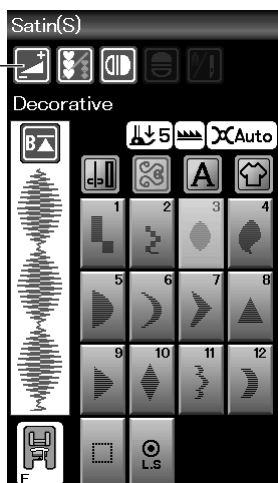 Satin(S)
Decorative
B
5 Auto
A
1 2 3 4
5 6 7 8
9 10 11 12
F L.S